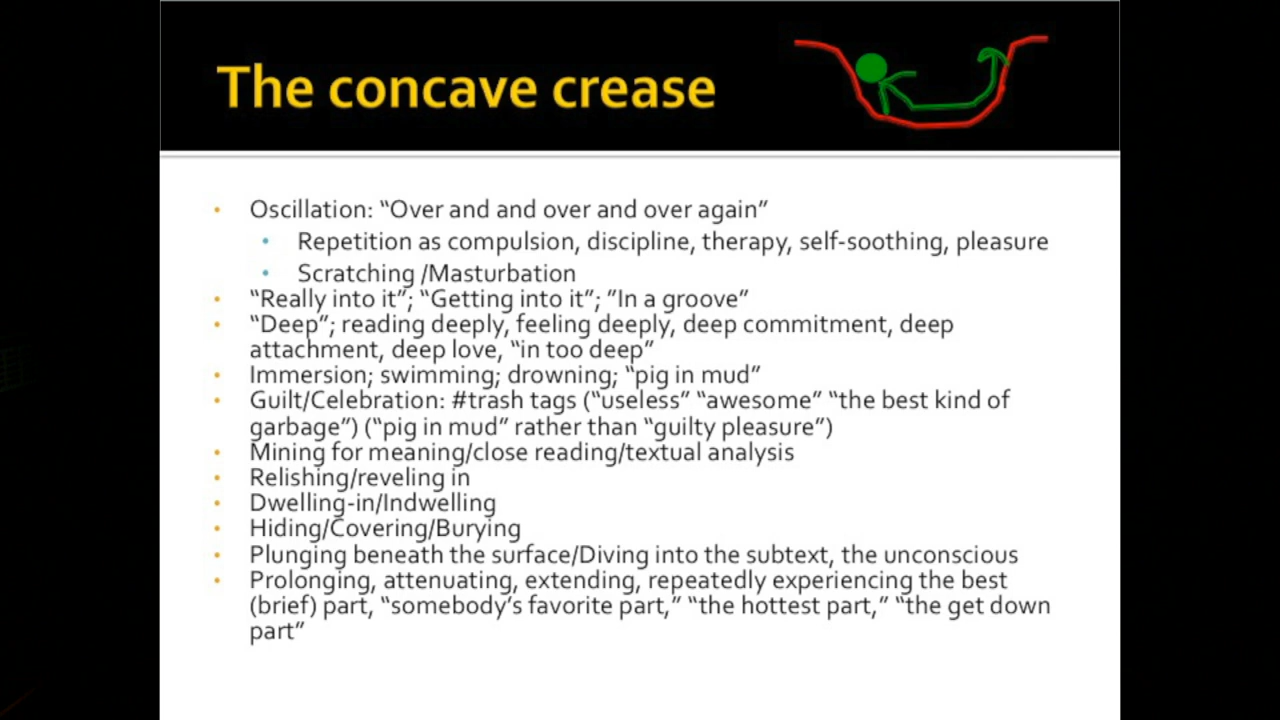 The concave crease
• Oscillation: “Over and and over and over again”
• Repetition as compulsion, discipline, therapy, self-soothing, pleasure
• Scratching /Masturbation
• “Really into it”; “Getting into it”; ”In a groove”
• “Deep”; reading deeply, feeling deeply, deep commitment, deep
attachment, deep love, “in too deep”
• Immersion; swimming; drowning; “pig in mud”
• Guilt/Celebration: #trash tags (“useless” “awesome” “the best kind of
garbage”) (“pig in mud” rather than “guilty pleasure”)
• Mining for meaning/close reading/textual analysis
• Relishing/reveling in
• Dwelling-in/Indwelling
• Hiding/Covering/Burying
• Plunging beneath the surface/Diving into the subtext, the unconscious
• Prolonging, attenuating, extending, repeatedly experiencing the best
(brief) part, “somebody’s favorite part,” “the hottest part,” “the get down
part”